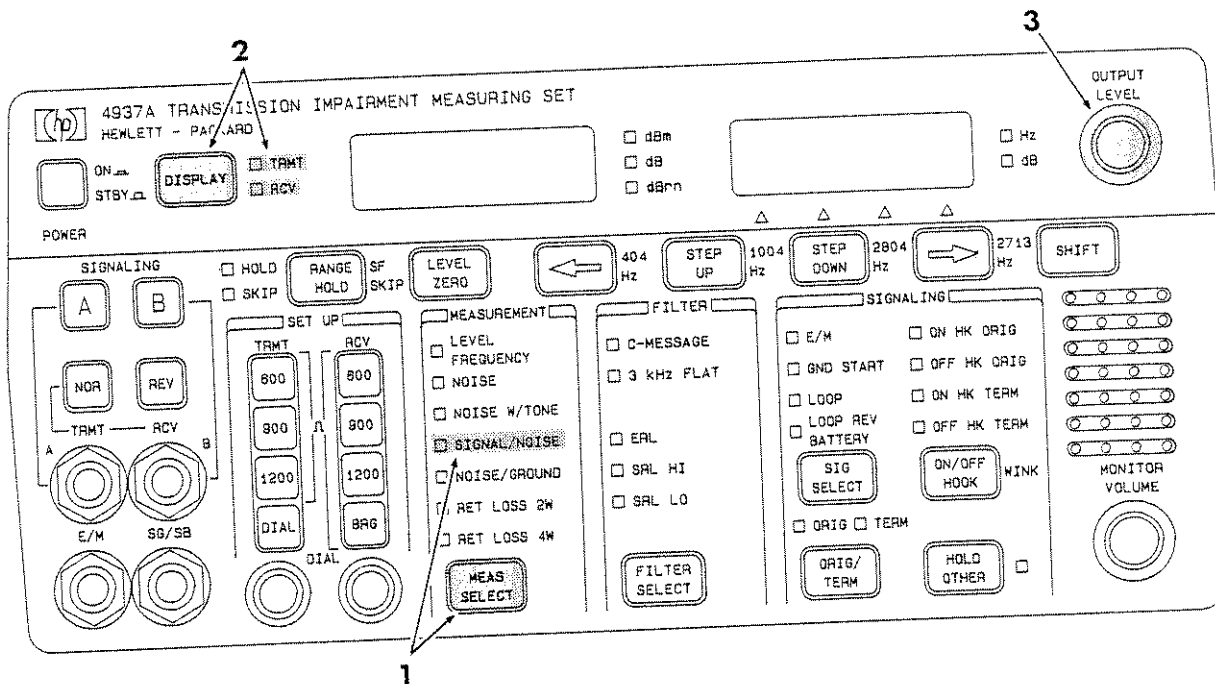 2
3
OUTPUT
LEVEL
hp
4937A TRANSMISSION IMPAIRMENT MEASURING SET
HEWLETT - PACKARD
ON
STBY
POWER
DISPLAY
TRMT
RCV
dBm
dB
dBrn
Hz
dB
SIGNALING
A
B
HOLD
SKIP
RANGE
HOLD
SF
SKIP
LEVEL
ZERO
404
Hz
STEP
UP
1004
Hz
STEP
DOWN
2804
Hz
2713
Hz
SHIFT
NOR
REV
TRMT
RCV
A
B
E/M
SG/SB
SET UP
TRMT
RCV
600
900
1200
DIAL
600
900
1200
BRG
DIAL
MEASUREMENT
LEVEL
FREQUENCY
NOISE
NOISE W/TONE
SIGNAL/NOISE
NOISE/GROUND
RET LOSS 2W
RET LOSS 4W
MEAS
SELECT
FILTER
C-MESSAGE
3 kHz FLAT
ERL
SRL HI
SRL LO
FILTER
SELECT
SIGNALING
E/M
GND START
LOOP
LOOP REV
BATTERY
ON HK ORIG
OFF HK ORIG
ON HK TERM
OFF HK TERM
SIG
SELECT
ON/OFF
HOOK
WINK
ORIG
TERM
ORIG/
TERM
HOLD
OTHER
MONITOR
VOLUME
1